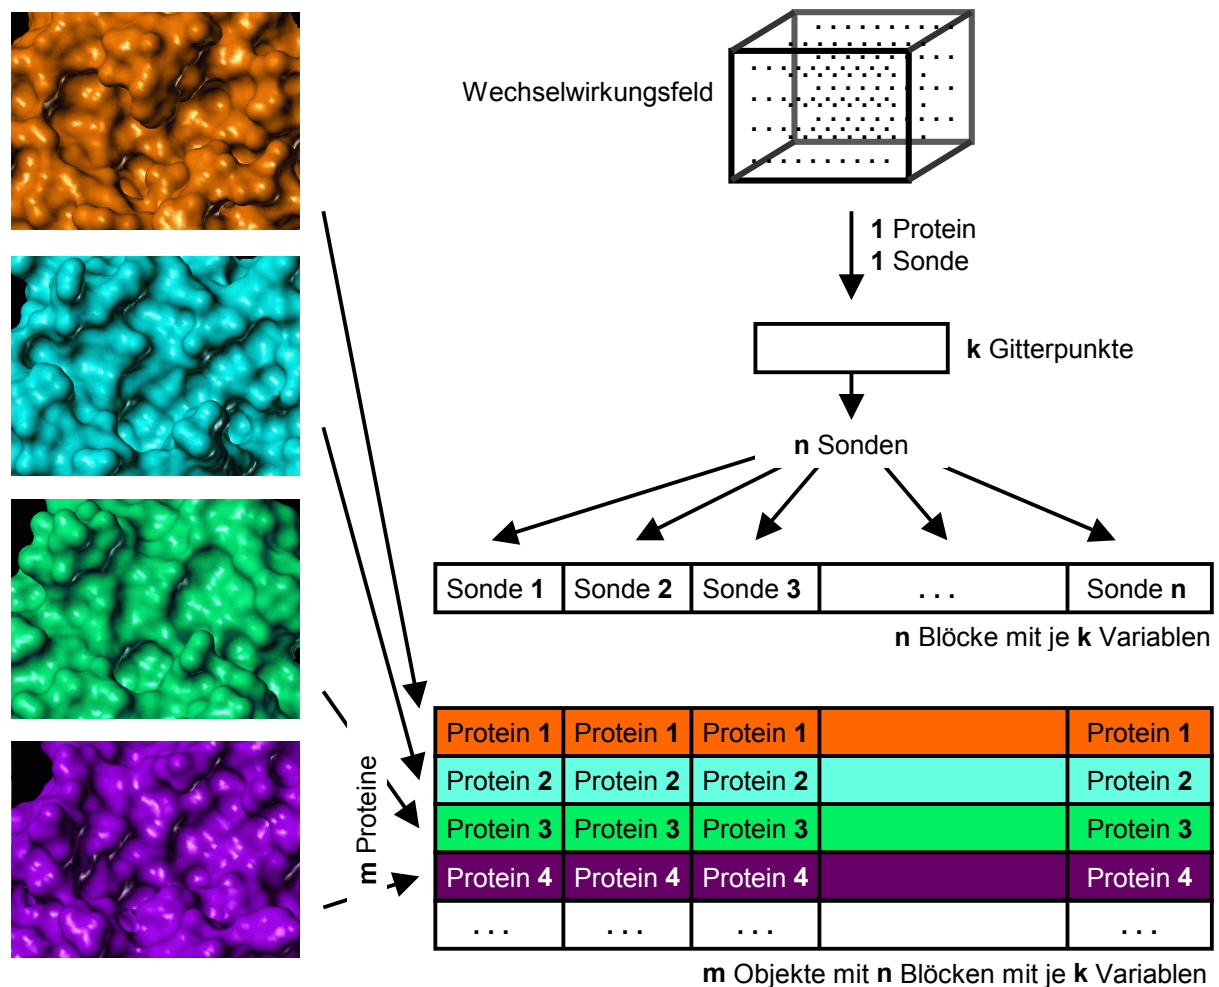 Wechselwirkungsfeld
1 Protein
1 Sonde
k Gitterpunkte
n Sonden
Sonde 1 Sonde 2 Sonde 3 . . . Sonde n
n Blöcke mit je k Variablen
m Proteine
Protein 1 Protein 1 Protein 1 Protein 1
Protein 2 Protein 2 Protein 2 Protein 2
Protein 3 Protein 3 Protein 3 Protein 3
Protein 4 Protein 4 Protein 4 Protein 4
. . . . . . . . . . . .
m Objekte mit n Blöcken mit je k Variablen